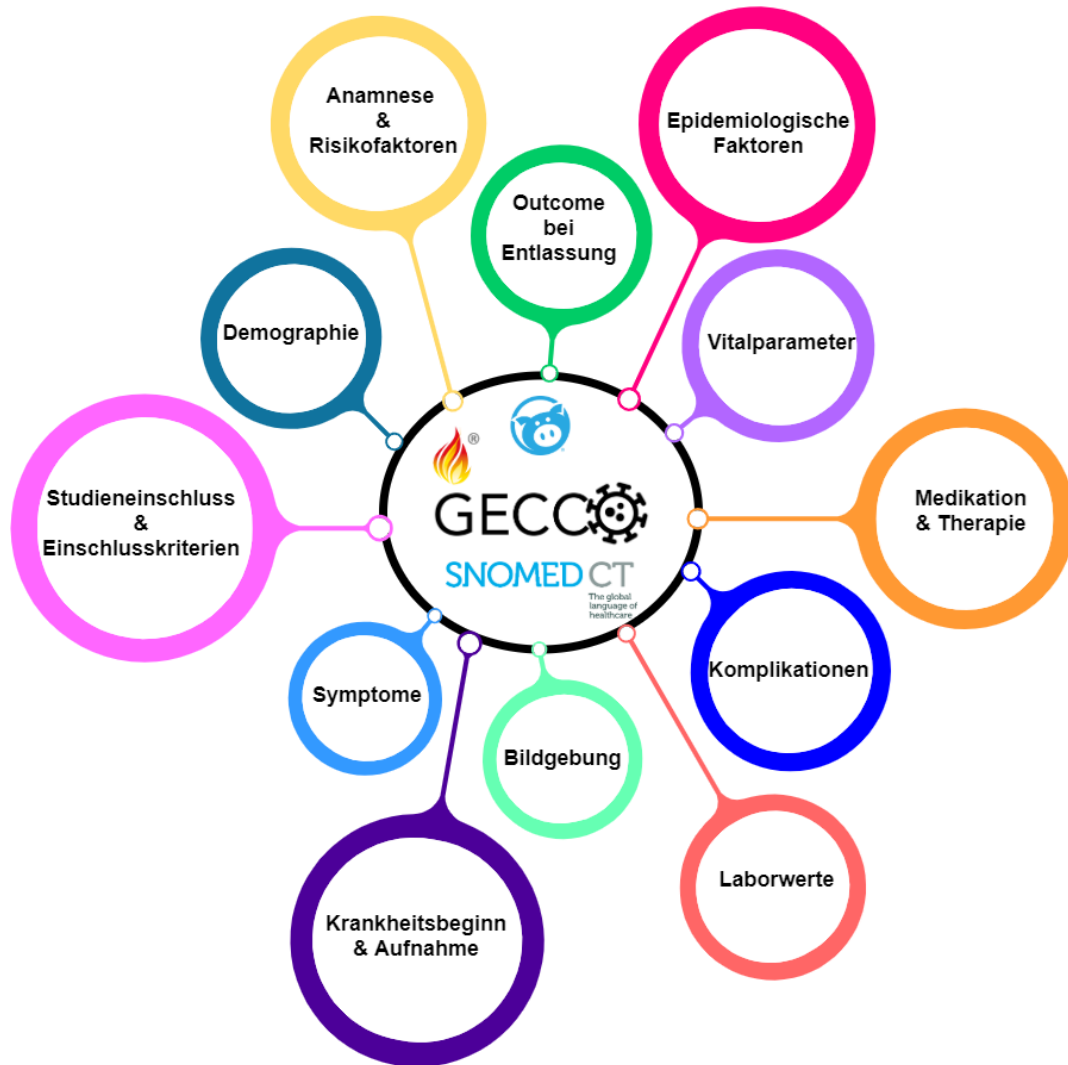 Anamnese
&
Risikofaktoren
Epidemiologische
Faktoren
Outcome
bei
Entlassung
Demographie
Vitalparameter
Studieneinschluss
&
Einschlusskriterien
®
GECCO
SNOMED CT
The global
language of
healthcare
Medikation
& Therapie
Symptome
Komplikationen
Bildgebung
Laborwerte
Krankheitsbeginn
& Aufnahme